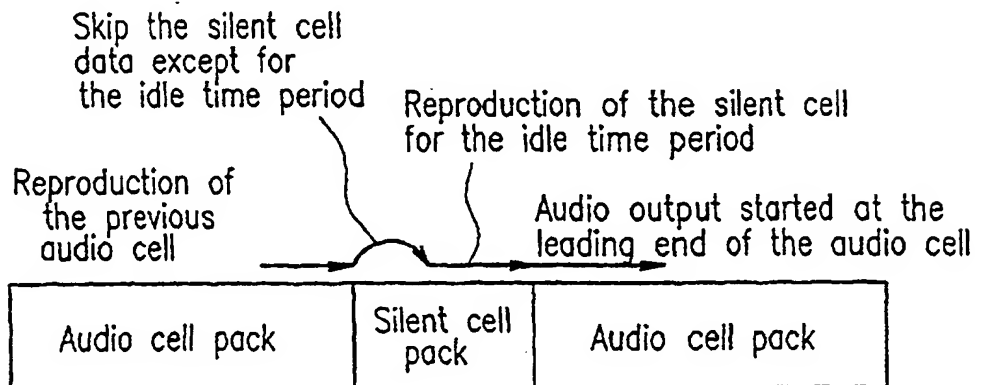 Skip the silent cell
data except for
the idle time period
Reproduction of the silent cell
for the idle time period
Reproduction of
the previous
audio cell
Audio output started at the
leading end of the audio cell
Audio cell pack
Silent cell
pack
Audio cell pack